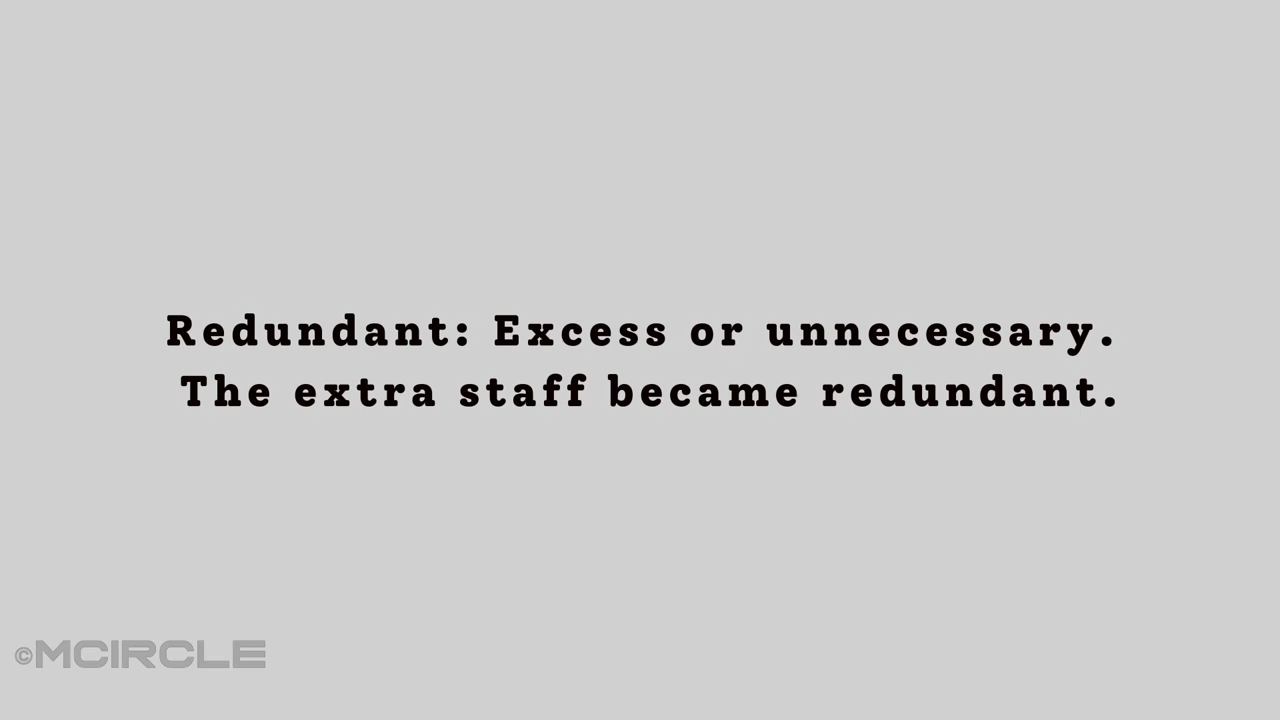 Redundant: Excess or unnecessary.
The extra staff became redundant.
©MCIRCLE